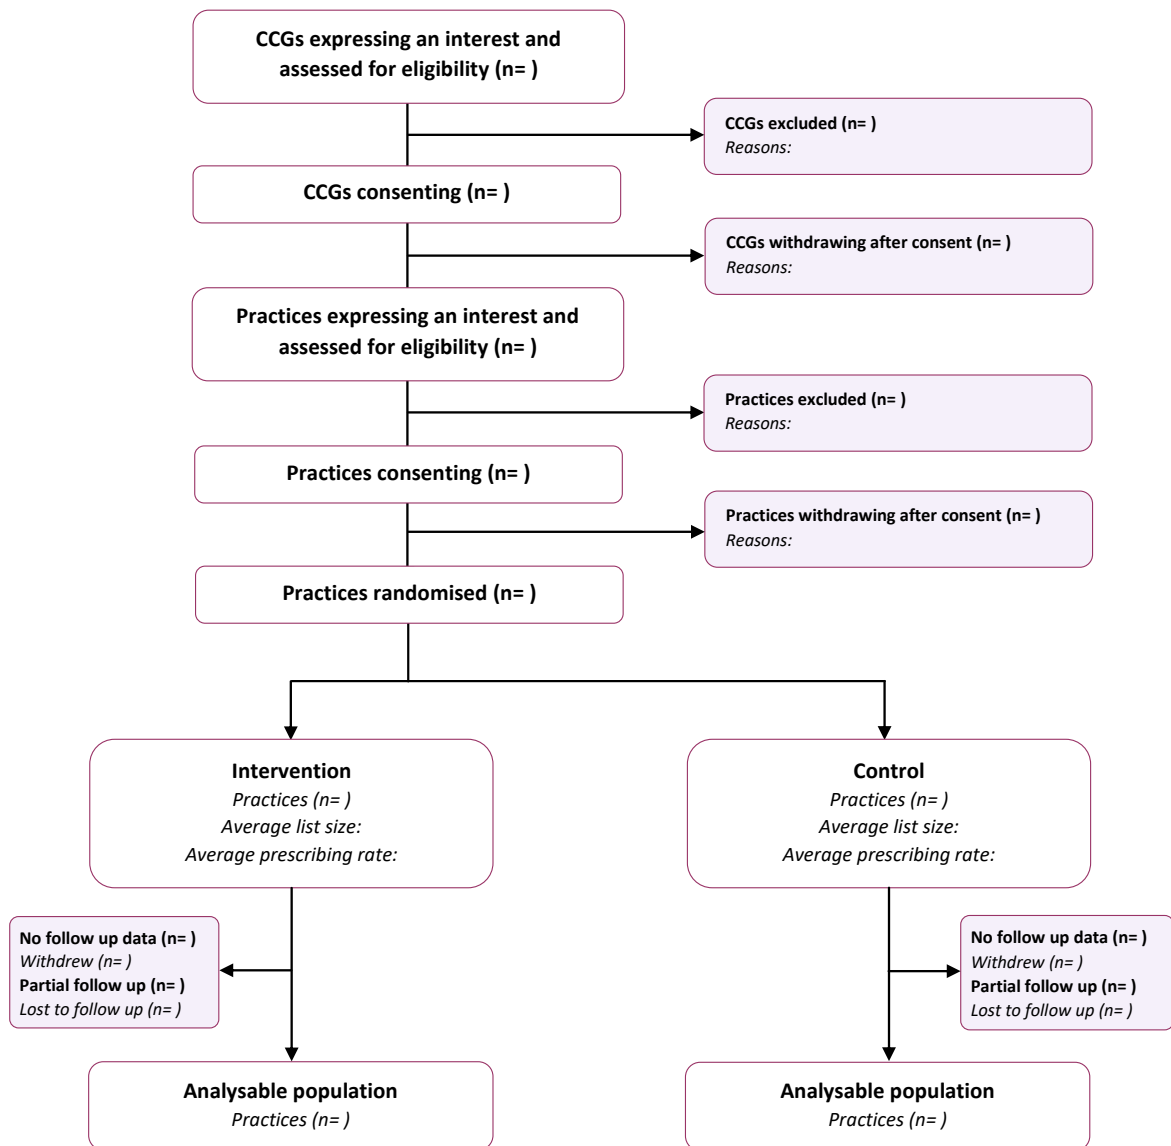 CCGs expressing an interest and
assessed for eligibility (n= )
CCGs excluded (n= )
Reasons:
CCGs consenting (n= )
CCGs withdrawing after consent (n= )
Reasons:
Practices expressing an interest and
assessed for eligibility (n= )
Practices excluded (n= )
Reasons:
Practices consenting (n= )
Practices withdrawing after consent (n= )
Reasons:
Practices randomised (n= )
Intervention
Practices (n= )
Average list size:
Average prescribing rate:
Control
Practices (n= )
Average list size:
Average prescribing rate:
No follow up data (n= )
Withdrew (n= )
Partial follow up (n= )
Lost to follow up (n= )
No follow up data (n= )
Withdrew (n= )
Partial follow up (n= )
Lost to follow up (n= )
Analysable population
Practices (n= )
Analysable population
Practices (n= )